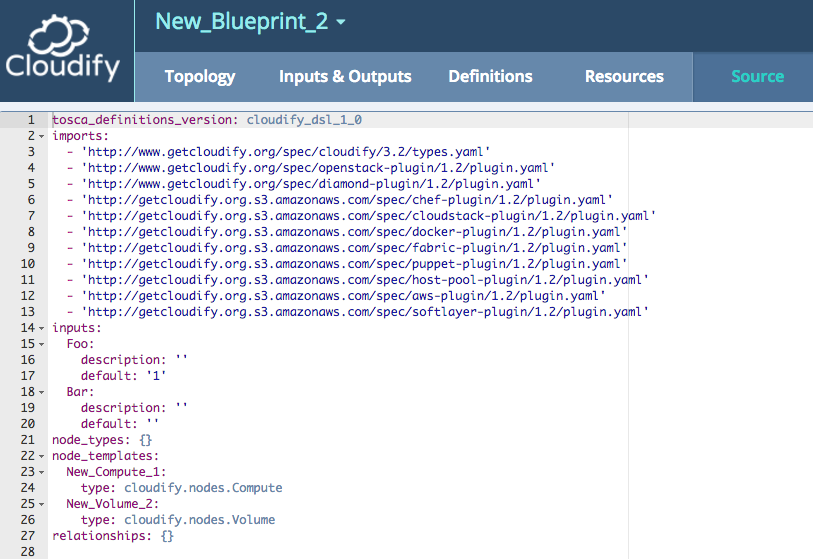 Cloudify
New_Blueprint_2
Topology Inputs & Outputs Definitions Resources Source
1 tosca_definitions_version: cloudify_dsl_1_0
2 imports:
3   - 'http://www.getcloudify.org/spec/cloudify/3.2/types.yaml'
4   - 'http://www.getcloudify.org/spec/openstack-plugin/1.2/plugin.yaml'
5   - 'http://www.getcloudify.org/spec/diamond-plugin/1.2/plugin.yaml'
6   - 'http://getcloudify.org.s3.amazonaws.com/spec/chef-plugin/1.2/plugin.yaml'
7   - 'http://getcloudify.org.s3.amazonaws.com/spec/cloudstack-plugin/1.2/plugin.yaml'
8   - 'http://getcloudify.org.s3.amazonaws.com/spec/docker-plugin/1.2/plugin.yaml'
9   - 'http://getcloudify.org.s3.amazonaws.com/spec/fabric-plugin/1.2/plugin.yaml'
10   - 'http://getcloudify.org.s3.amazonaws.com/spec/puppet-plugin/1.2/plugin.yaml'
11   - 'http://getcloudify.org.s3.amazonaws.com/spec/host-pool-plugin/1.2/plugin.yaml'
12   - 'http://getcloudify.org.s3.amazonaws.com/spec/aws-plugin/1.2/plugin.yaml'
13   - 'http://getcloudify.org.s3.amazonaws.com/spec/softlayer-plugin/1.2/plugin.yaml'
14 inputs:
15   Foo:
16     description: ''
17     default: '1'
18   Bar:
19     description: ''
20     default: ''
21 node_types: {}
22 node_templates:
23   New_Compute_1:
24     type: cloudify.nodes.Compute
25   New_Volume_2:
26     type: cloudify.nodes.Volume
27 relationships: {}
28